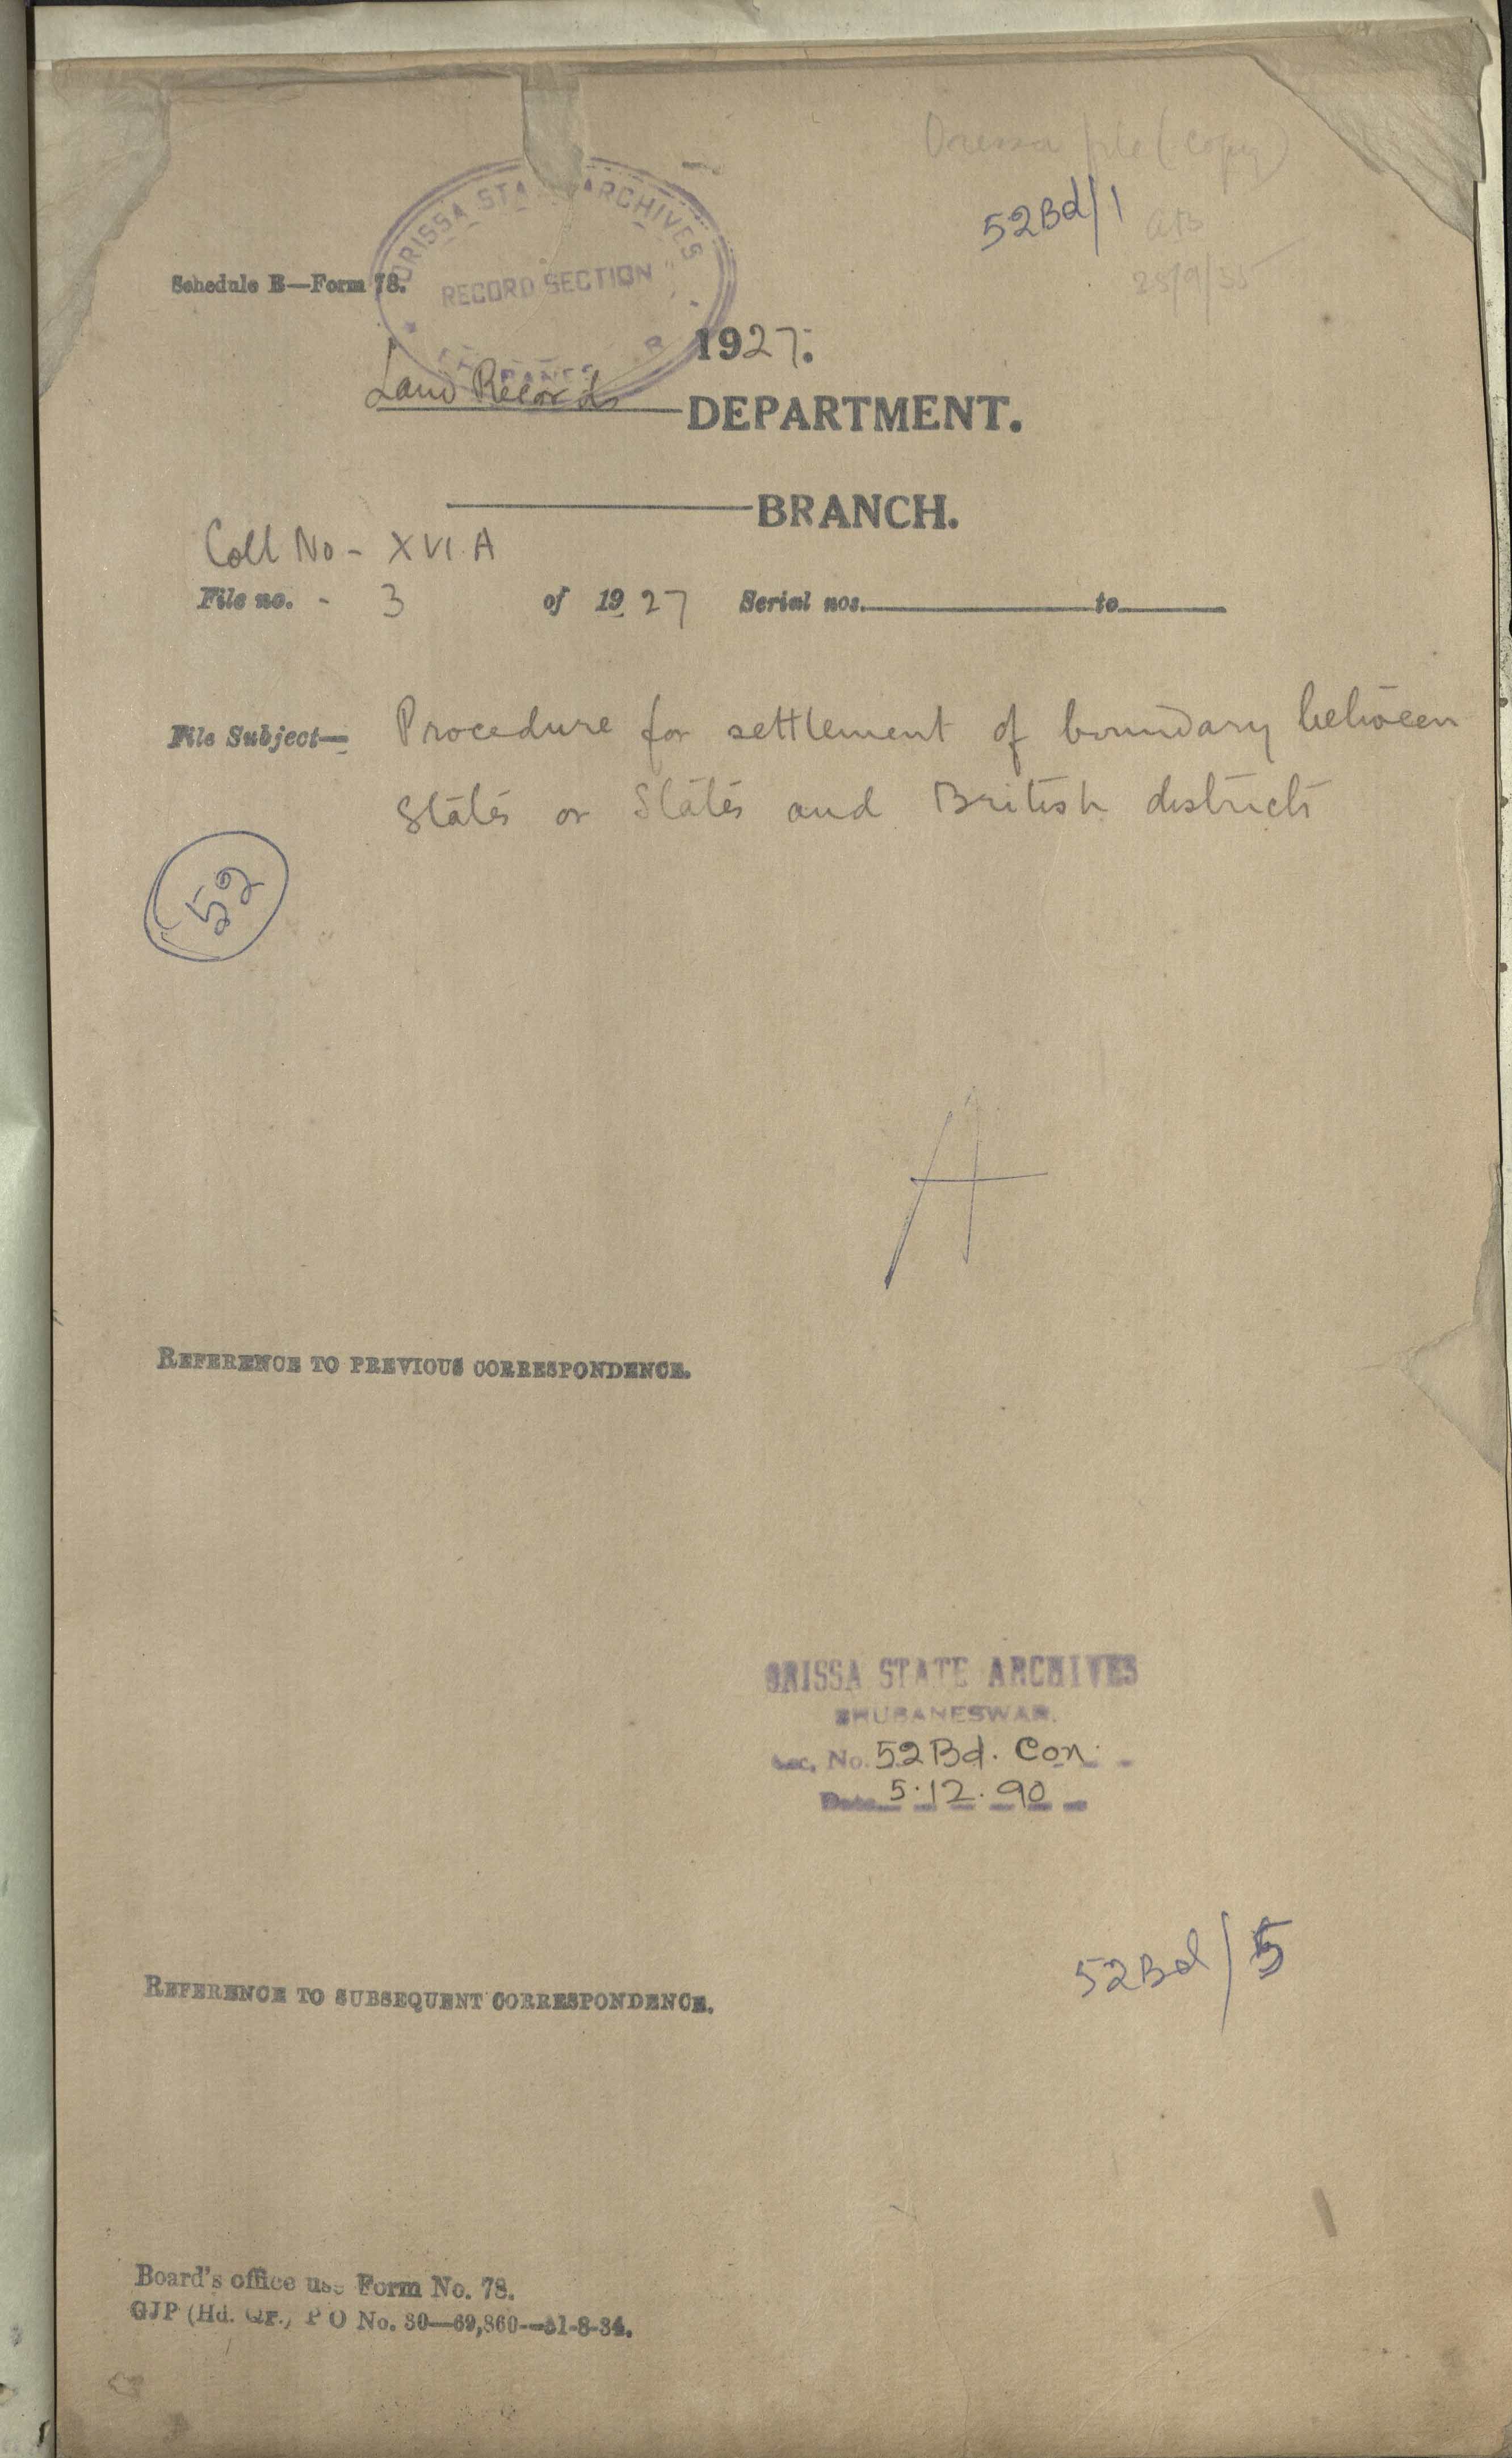 Orissa file (copy)
52Bd/1
25/9/35
ORISSA STA ARCHIVES
RECORD SECTION
Schedule B—Form 78.
1927.
Land Records DEPARTMENT.
BRANCH.
Coll No - XVI A
File no. - 3 of 1927 Serial nos. to
File Subject— Procedure for settlement of boundary between
States or States and British districts
52
A
REFERENCE TO PREVIOUS CORRESPONDENCE.
ORISSA STATE ARCHIVES
BHUBANESWAR.
Acc. No. 52Bd. Con.
Date 5.12.90
52Bd/5
REFERENCE TO SUBSEQUENT CORRESPONDENCE.
Board's office use Form No. 78.
GJP (Hd. Qr.) P O No. 30—69,860—31-8-34.